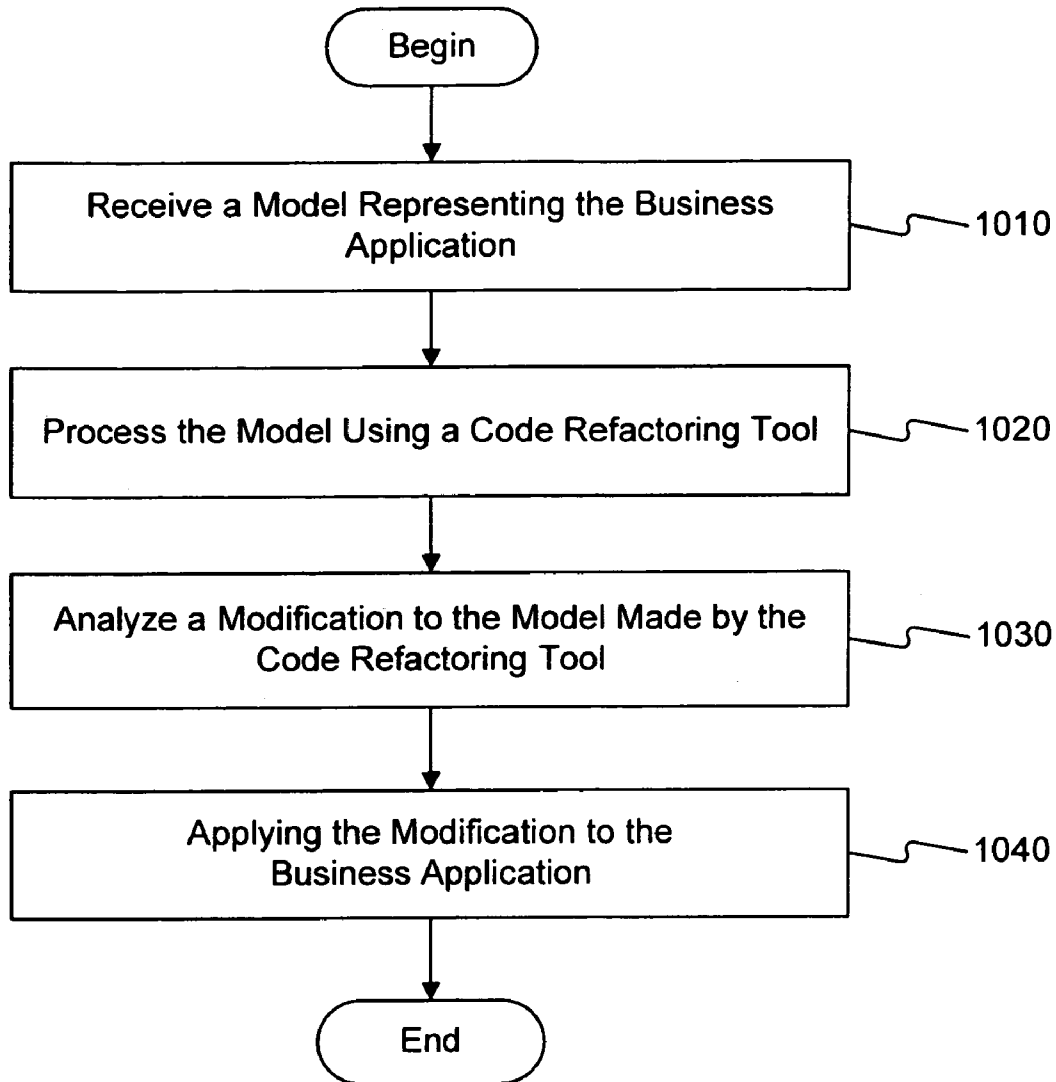 Begin
Receive a Model Representing the Business
Application
1010
Process the Model Using a Code Refactoring Tool
1020
Analyze a Modification to the Model Made by the
Code Refactoring Tool
1030
Applying the Modification to the
Business Application
1040
End